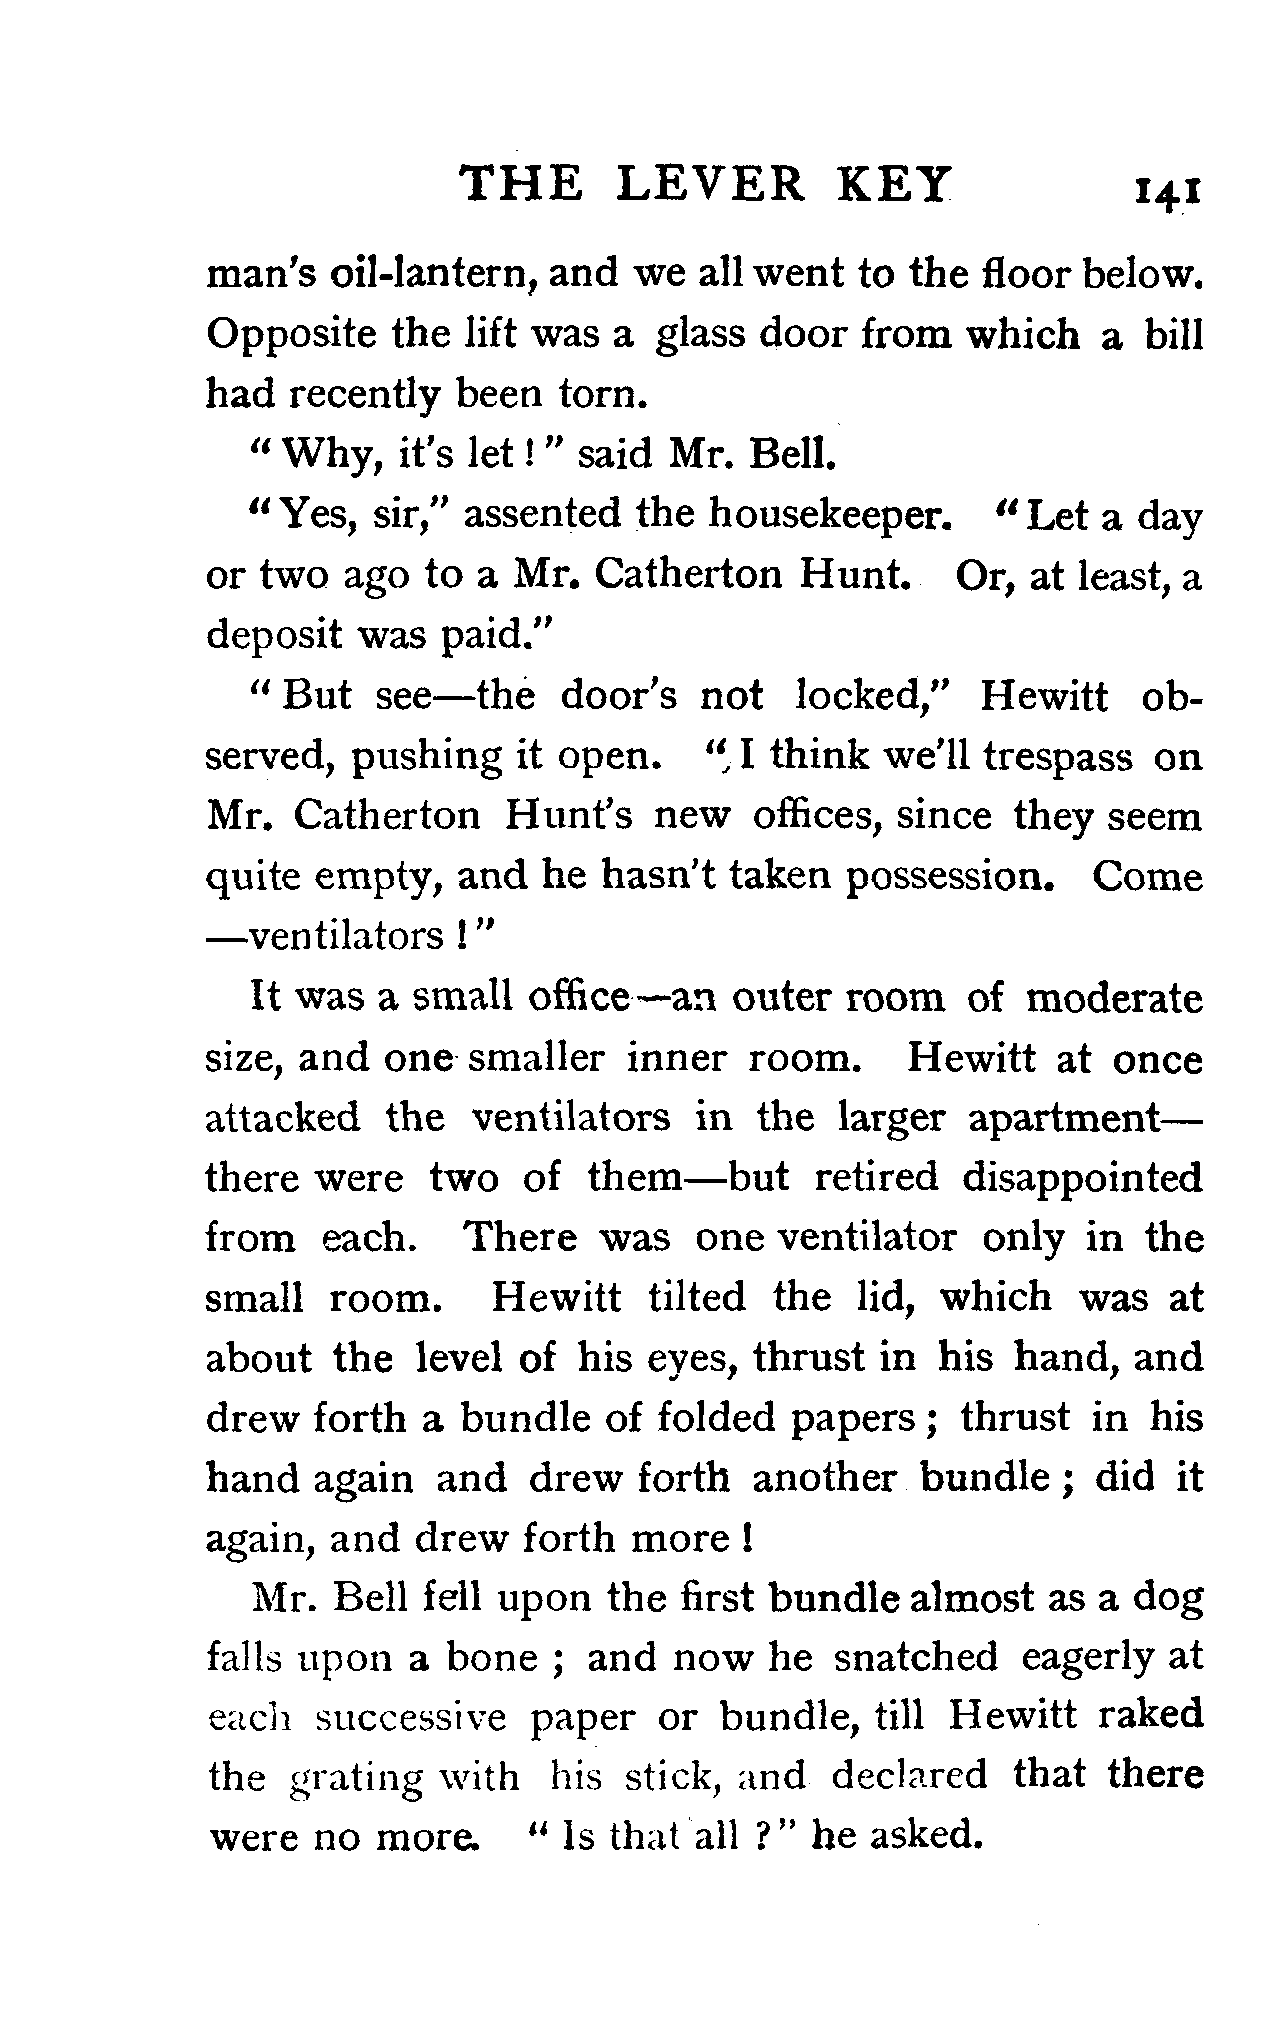 THE LEVER KEY 141
man's oil-lantern, and we all went to the floor below.
Opposite the lift was a glass door from which a bill
had recently been torn.
"Why, it's let!" said Mr. Bell.
"Yes, sir," assented the housekeeper. "Let a day
or two ago to a Mr. Catherton Hunt. Or, at least, a
deposit was paid."
"But see—the door's not locked," Hewitt ob-
served, pushing it open. "I think we'll trespass on
Mr. Catherton Hunt's new offices, since they seem
quite empty, and he hasn't taken possession. Come
—ventilators!"
It was a small office—an outer room of moderate
size, and one smaller inner room. Hewitt at once
attacked the ventilators in the larger apartment—
there were two of them—but retired disappointed
from each. There was one ventilator only in the
small room. Hewitt tilted the lid, which was at
about the level of his eyes, thrust in his hand, and
drew forth a bundle of folded papers; thrust in his
hand again and drew forth another bundle; did it
again, and drew forth more!
Mr. Bell fell upon the first bundle almost as a dog
falls upon a bone; and now he snatched eagerly at
each successive paper or bundle, till Hewitt raked
the grating with his stick, and declared that there
were no more. "Is that all?" he asked.